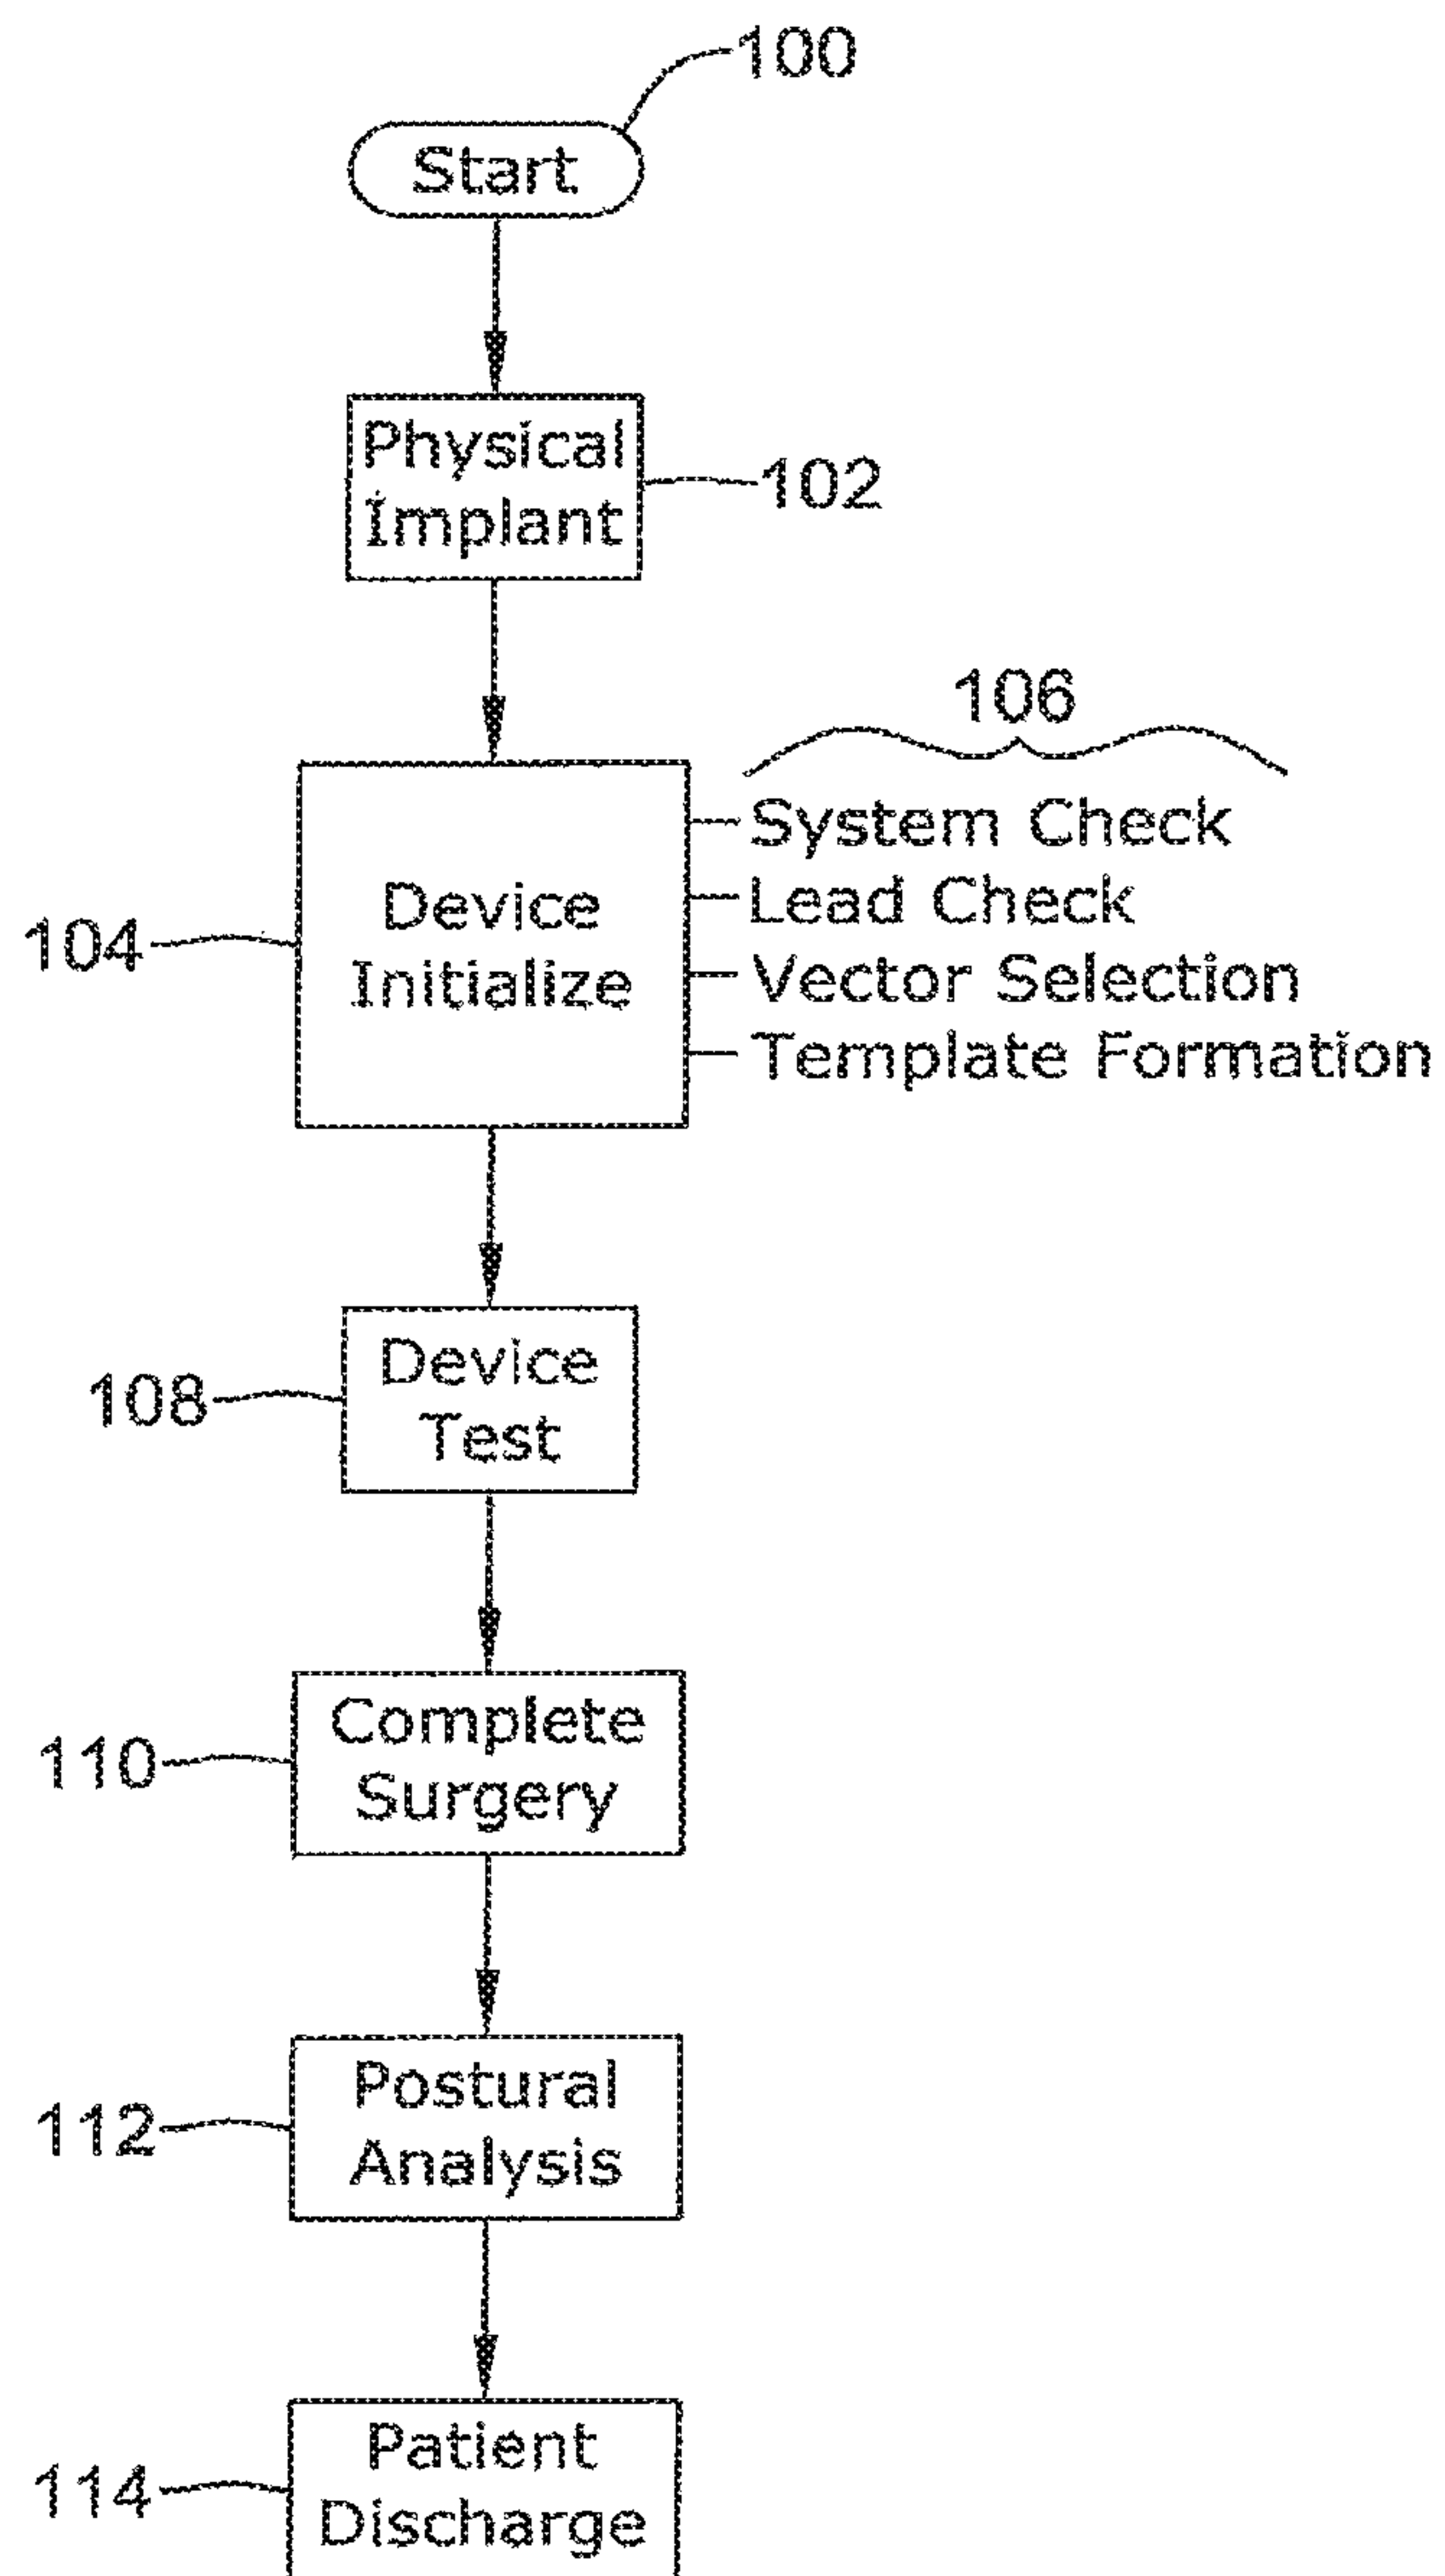 100
Start
Physical
Implant
102
106
System Check
Lead Check
Vector Selection
Template Formation
104
Device
Initialize
108
Device
Test
110
Complete
Surgery
112
Postural
Analysis
114
Patient
Discharge